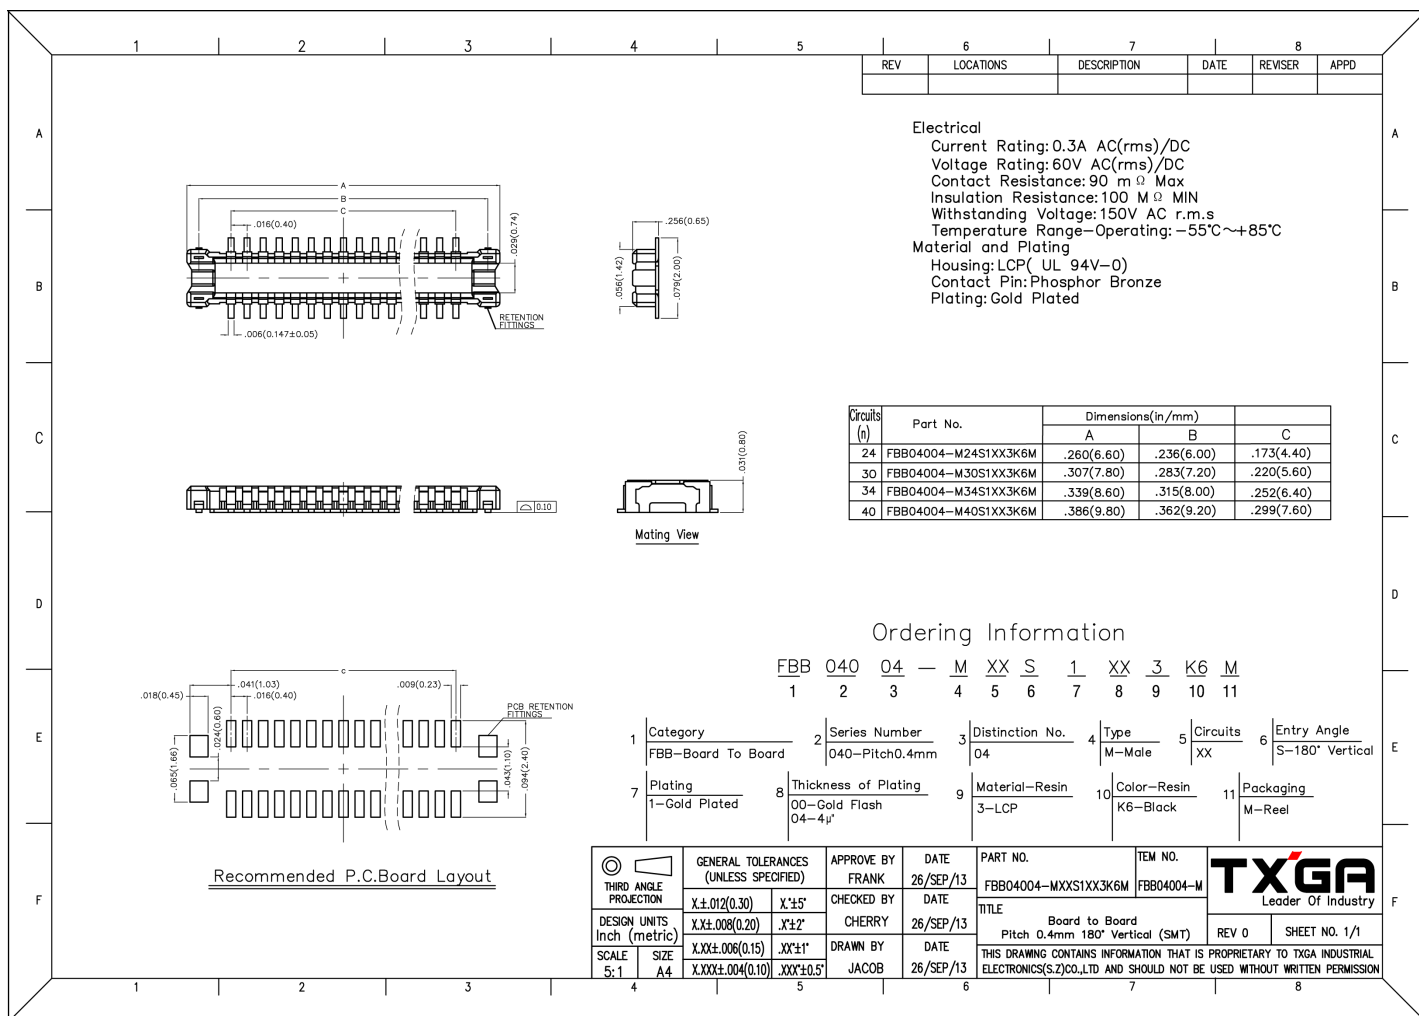 1 2 3 4 5 6 7 8
REV LOCATIONS DESCRIPTION DATE REVISER APPD
A
A
Electrical
Current Rating:0.3A AC(rms)/DC
Voltage Rating:60V AC(rms)/DC
Contact Resistance:90 m Ω Max
Insulation Resistance:100 M Ω MIN
Withstanding Voltage:150V AC r.m.s
Temperature Range-Operating:-55°C~+85°C
Material and Plating
Housing:LCP( UL 94V-0)
Contact Pin:Phosphor Bronze
Plating:Gold Plated
A
B
C
.016(0.40)
.029(0.74)
.006(0.147±0.05)
RETENTION
FITTINGS
.256(0.65)
.056(1.42)
.079(2.00)
B
B
C
C
0.10
.031(0.80)
Mating View
Circuits (n) Part No. Dimensions(in/mm)
A B C
24 FBB04004-M24S1XX3K6M .260(6.60) .236(6.00) .173(4.40)
30 FBB04004-M30S1XX3K6M .307(7.80) .283(7.20) .220(5.60)
34 FBB04004-M34S1XX3K6M .339(8.60) .315(8.00) .252(6.40)
40 FBB04004-M40S1XX3K6M .386(9.80) .362(9.20) .299(7.60)
D
D
Ordering Information
FBB 040 04 — M XX S 1 XX 3 K6 M
1 2 3 4 5 6 7 8 9 10 11
1 Category
FBB-Board To Board
2 Series Number
040-Pitch0.4mm
3 Distinction No.
04
4 Type
M-Male
5 Circuits
XX
6 Entry Angle
S-180° Vertical
7 Plating
1-Gold Plated
8 Thickness of Plating
00-Gold Flash
04-4μ"
9 Material-Resin
3-LCP
10 Color-Resin
K6-Black
11 Packaging
M-Reel
c
.041(1.03)
.009(0.23)
.018(0.45)
.016(0.40)
.024(0.60)
.065(1.66)
PCB RETENTION
FITTINGS
.043(1.10)
.094(2.40)
Recommended P.C.Board Layout
E
E
F
F
THIRD ANGLE
PROJECTION
DESIGN UNITS
Inch (metric)
SCALE SIZE
5:1 A4
GENERAL TOLERANCES
(UNLESS SPECIFIED)
X.±.012(0.30) X.°±5°
X.X±.008(0.20) .X°±2°
X.XX±.006(0.15) .XX°±1°
X.XXX±.004(0.10) .XXX°±0.5°
APPROVE BY DATE
FRANK 26/SEP/13
CHECKED BY DATE
CHERRY 26/SEP/13
DRAWN BY DATE
JACOB 26/SEP/13
PART NO. TEM NO.
FBB04004-MXXS1XX3K6M FBB04004-M
TITLE
Board to Board
Pitch 0.4mm 180° Vertical (SMT)
TXGA
Leader Of Industry
REV 0 SHEET NO. 1/1
THIS DRAWING CONTAINS INFORMATION THAT IS PROPRIETARY TO TXGA INDUSTRIAL
ELECTRONICS(S.Z)CO.,LTD AND SHOULD NOT BE USED WITHOUT WRITTEN PERMISSION
1 2 3 4 5 6 7 8